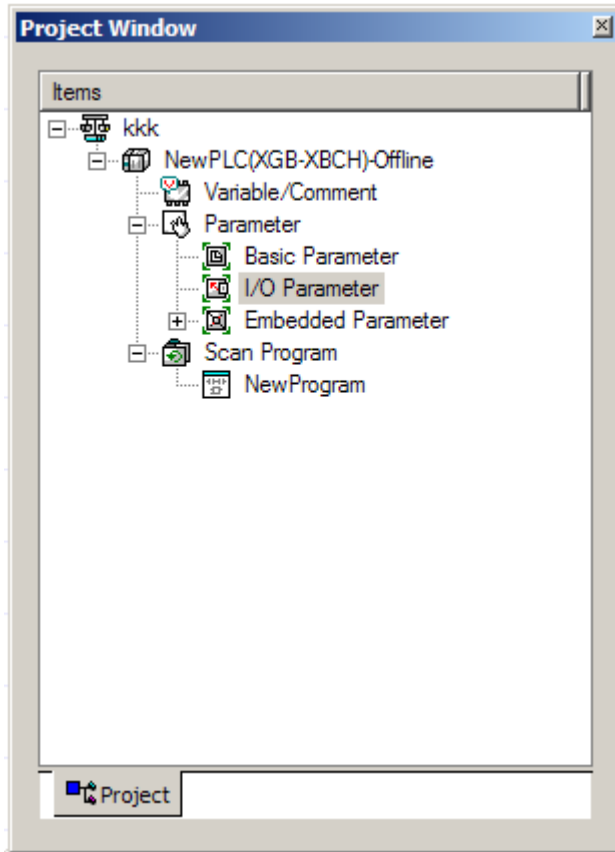 Project Window
Items
kkk
NewPLC(XGB-XBCH)-Offline
Variable/Comment
Parameter
Basic Parameter
I/O Parameter
Embedded Parameter
Scan Program
NewProgram
Project